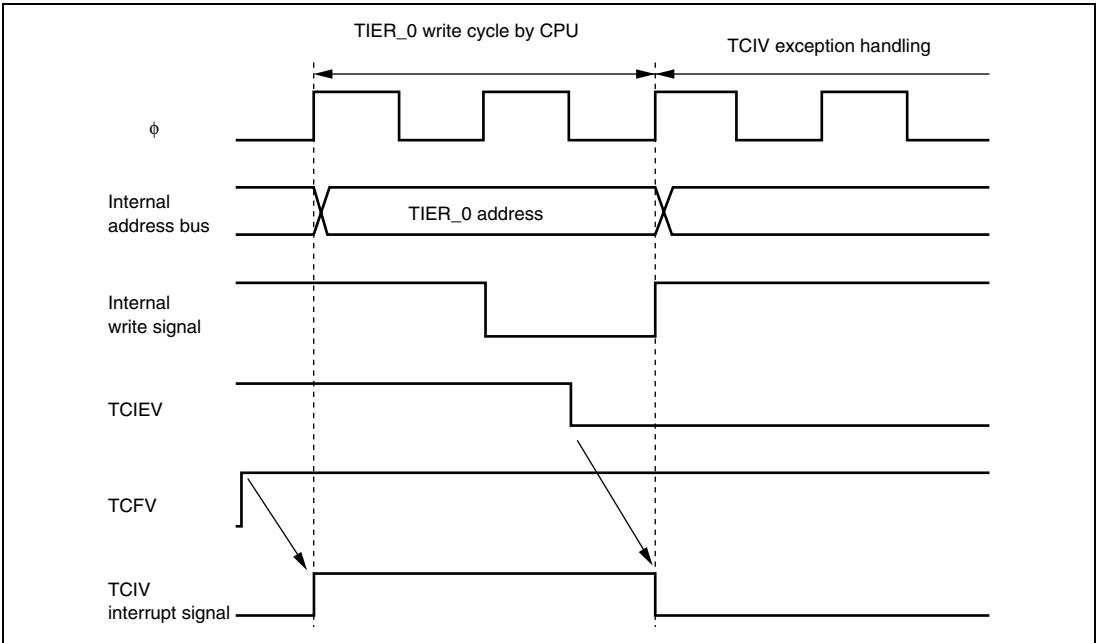 TIER_0 write cycle by CPU
TCIV exception handling
ϕ
Internal
address bus
TIER_0 address
Internal
write signal
TCIEV
TCFV
TCIV
interrupt signal